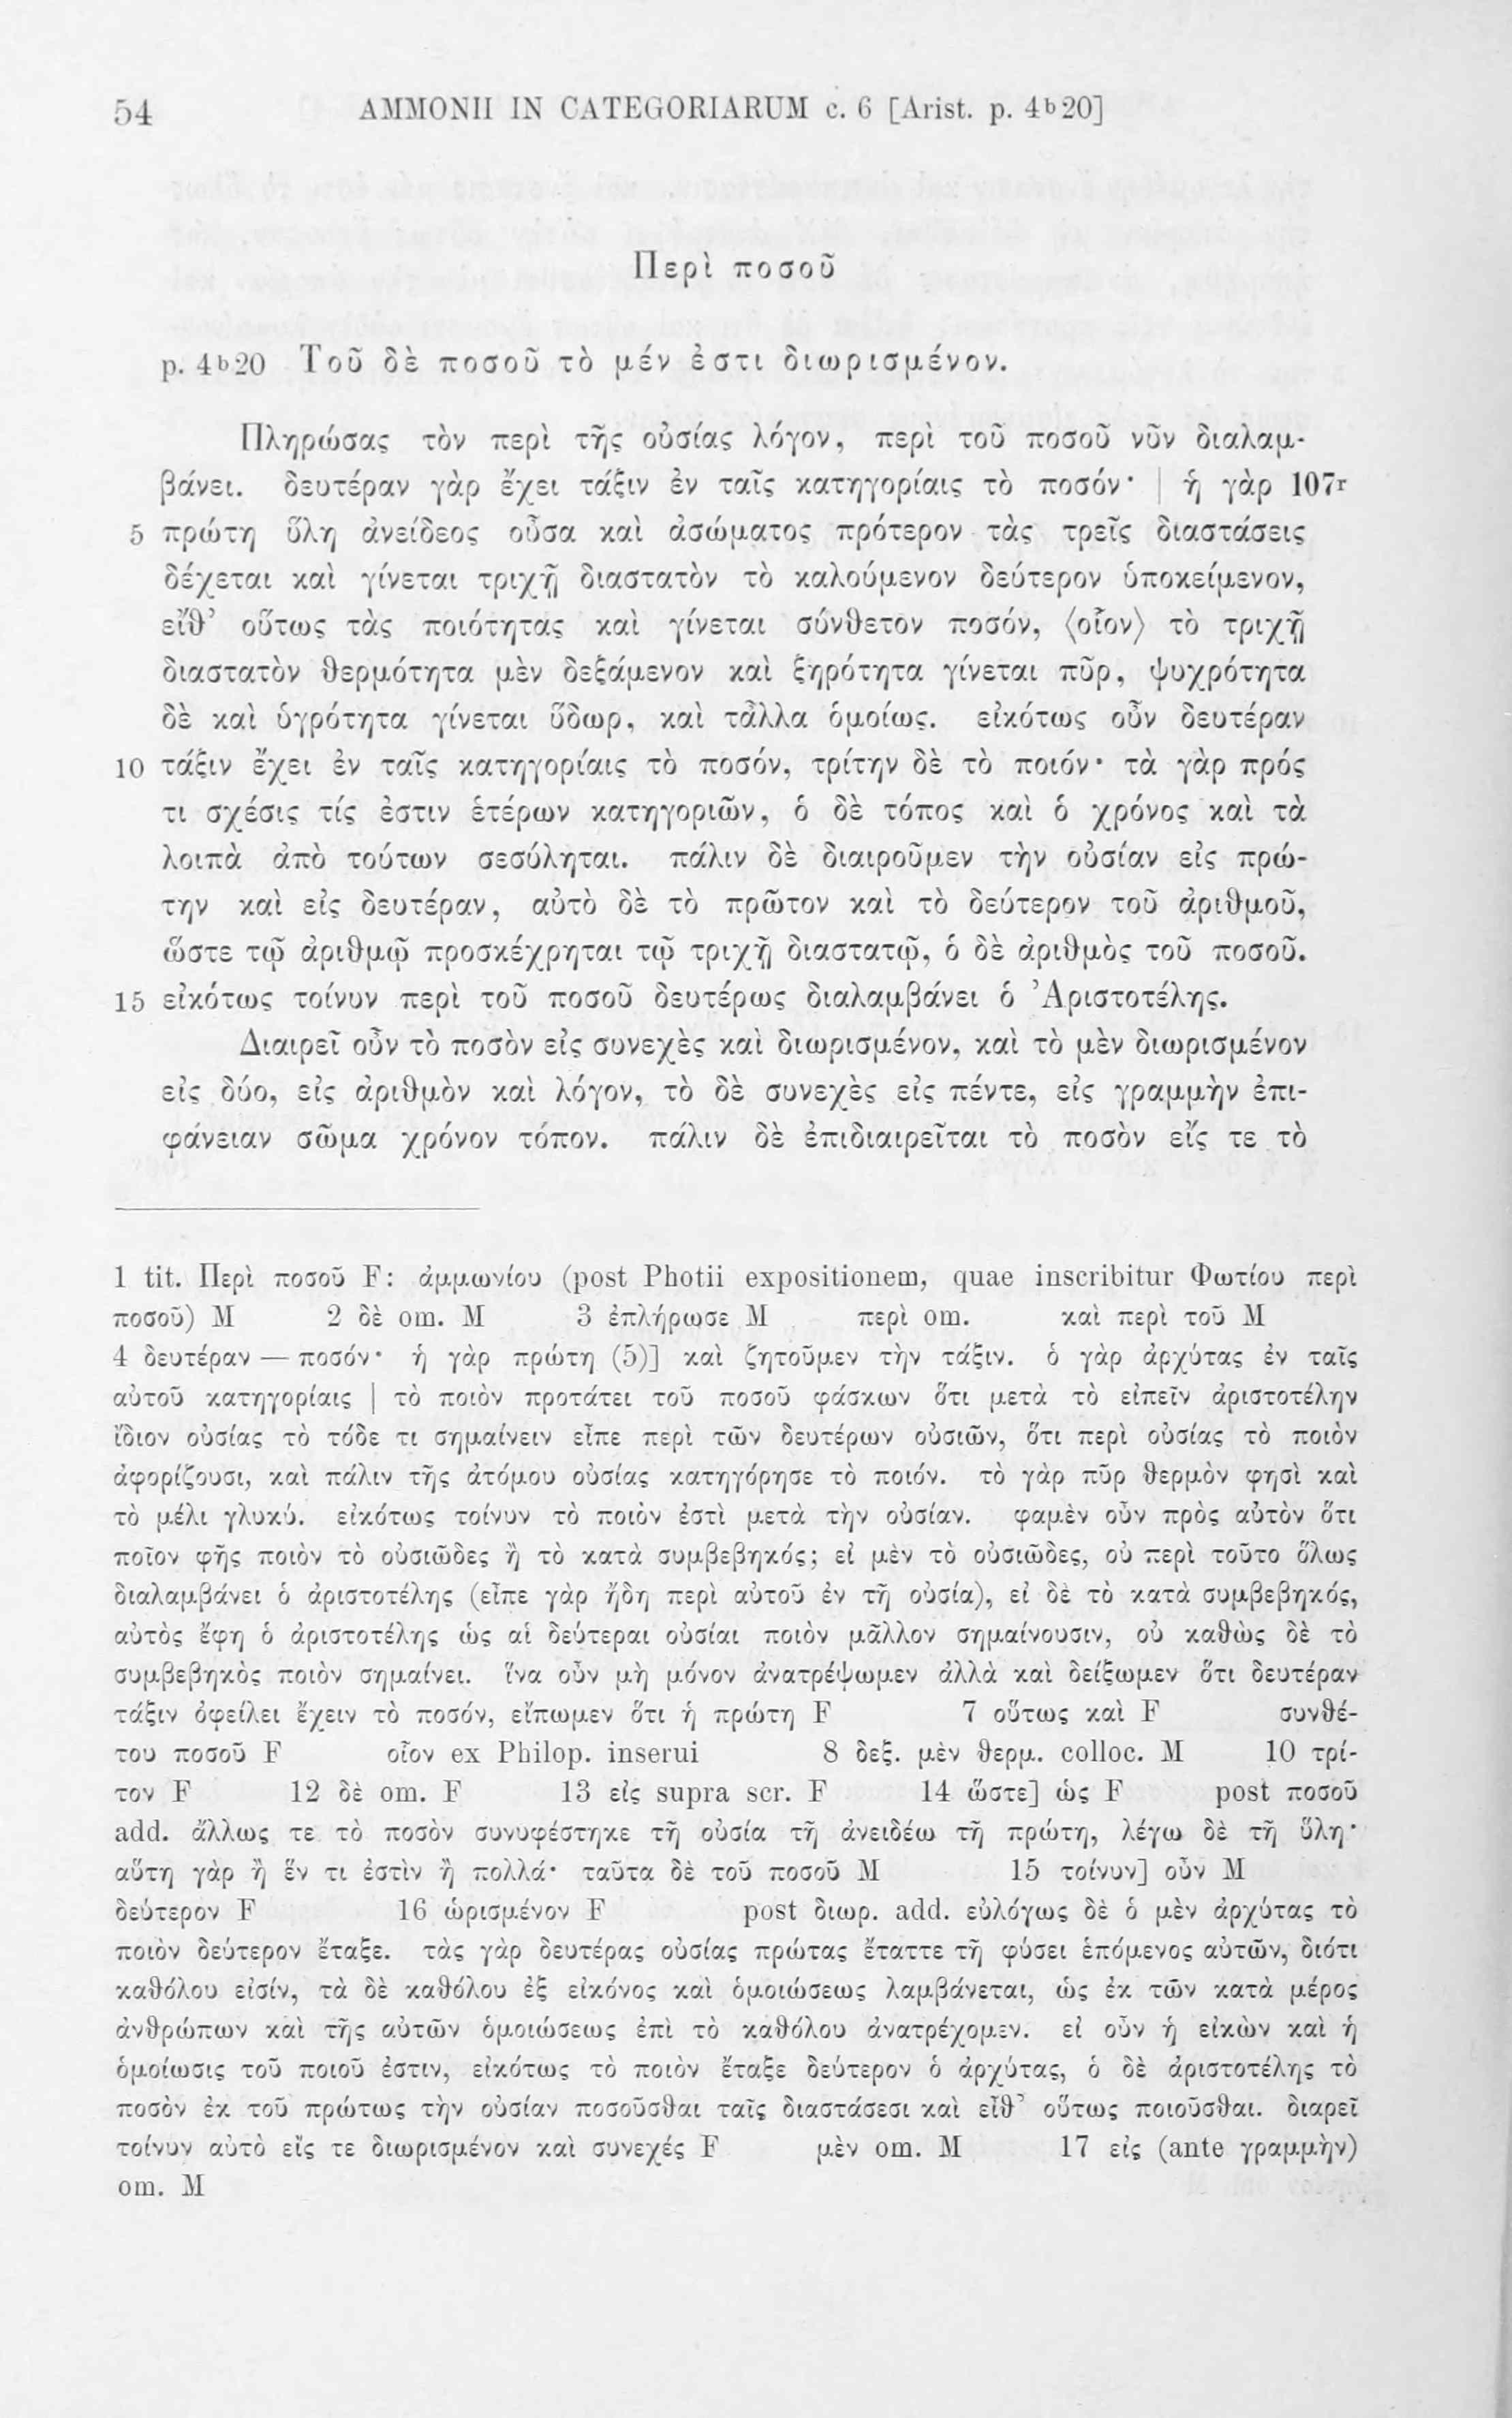 54 AMMONII IN CATEGORIARUM c. 6 [Arist. p. 4ᵇ20]
Περὶ ποσοῦ
p. 4ᵇ20 Τοῦ δὲ ποσοῦ τὸ μέν ἐστι διωρισμένον.
Πληρώσας τὸν περὶ τῆς οὐσίας λόγον, περὶ τοῦ ποσοῦ νῦν διαλαμ-
βάνει. δευτέραν γὰρ ἔχει τάξιν ἐν ταῖς κατηγορίαις τὸ ποσόν· | ἡ γὰρ 107ʳ
5 πρώτη ὕλη ἀνείδεος οὖσα καὶ ἀσώματος πρότερον τὰς τρεῖς διαστάσεις
δέχεται καὶ γίνεται τριχῇ διαστατὸν τὸ καλούμενον δεύτερον ὑποκείμενον,
εἴθ’ οὕτως τὰς ποιότητας καὶ γίνεται σύνθετον ποσόν, ⟨οἷον⟩ τὸ τριχῇ
διαστατὸν θερμότητα μὲν δεξάμενον καὶ ξηρότητα γίνεται πῦρ, ψυχρότητα
δὲ καὶ ὑγρότητα γίνεται ὕδωρ, καὶ τἆλλα ὁμοίως. εἰκότως οὖν δευτέραν
10 τάξιν ἔχει ἐν ταῖς κατηγορίαις τὸ ποσόν, τρίτην δὲ τὸ ποιόν· τὰ γὰρ πρός
τι σχέσις τίς ἐστιν ἑτέρων κατηγοριῶν, ὁ δὲ τόπος καὶ ὁ χρόνος καὶ τὰ
λοιπὰ ἀπὸ τούτων σεσύληται. πάλιν δὲ διαιροῦμεν τὴν οὐσίαν εἰς πρώ-
την καὶ εἰς δευτέραν, αὐτὸ δὲ τὸ πρῶτον καὶ τὸ δεύτερον τοῦ ἀριθμοῦ,
ὥστε τῷ ἀριθμῷ προσκέχρηται τῷ τριχῇ διαστατῷ, ὁ δὲ ἀριθμὸς τοῦ ποσοῦ.
15 εἰκότως τοίνυν περὶ τοῦ ποσοῦ δευτέρως διαλαμβάνει ὁ Ἀριστοτέλης.
Διαιρεῖ οὖν τὸ ποσὸν εἰς συνεχὲς καὶ διωρισμένον, καὶ τὸ μὲν διωρισμένον
εἰς δύο, εἰς ἀριθμὸν καὶ λόγον, τὸ δὲ συνεχὲς εἰς πέντε, εἰς γραμμὴν ἐπι-
φάνειαν σῶμα χρόνον τόπον. πάλιν δὲ ἐπιδιαιρεῖται τὸ ποσὸν εἴς τε τὸ
1 tit. Περὶ ποσοῦ F: ἀμμωνίου (post Photii expositionem, quae inscribitur Φωτίου περὶ
ποσοῦ) M 2 δὲ om. M 3 ἐπλήρωσε M περὶ om. καὶ περὶ τοῦ M
4 δευτέραν — ποσόν· ἡ γὰρ πρώτη (5)] καὶ ζητοῦμεν τὴν τάξιν. ὁ γὰρ ἀρχύτας ἐν ταῖς
αὐτοῦ κατηγορίαις | τὸ ποιὸν προτάτει τοῦ ποσοῦ φάσκων ὅτι μετὰ τὸ εἰπεῖν ἀριστοτέλην
ἴδιον οὐσίας τὸ τόδε τι σημαίνειν εἶπε περὶ τῶν δευτέρων οὐσιῶν, ὅτι περὶ οὐσίας τὸ ποιὸν
ἀφορίζουσι, καὶ πάλιν τῆς ἀτόμου οὐσίας κατηγόρησε τὸ ποιόν. τὸ γὰρ πῦρ θερμὸν φησὶ καὶ
τὸ μέλι γλυκύ. εἰκότως τοίνυν τὸ ποιὸν ἐστὶ μετὰ τὴν οὐσίαν. φαμὲν οὖν πρὸς αὐτὸν ὅτι
ποῖον φῆς ποιὸν τὸ οὐσιῶδες ἢ τὸ κατὰ συμβεβηκός; εἰ μὲν τὸ οὐσιῶδες, οὐ περὶ τοῦτο ὅλως
διαλαμβάνει ὁ ἀριστοτέλης (εἶπε γὰρ ἤδη περὶ αὐτοῦ ἐν τῆ οὐσία), εἰ δὲ τὸ κατὰ συμβεβηκός,
αὐτὸς ἔφη ὁ ἀριστοτέλης ὡς αἱ δεύτεραι οὐσίαι ποιὸν μᾶλλον σημαίνουσιν, οὐ καθὼς δὲ τὸ
συμβεβηκὸς ποιὸν σημαίνει. ἵνα οὖν μὴ μόνον ἀνατρέψωμεν ἀλλὰ καὶ δείξωμεν ὅτι δευτέραν
τάξιν ὀφείλει ἔχειν τὸ ποσόν, εἴπωμεν ὅτι ἡ πρώτη F 7 οὕτως καὶ F συνθέ-
του ποσοῦ F οἷον ex Philop. inserui 8 δεξ. μὲν θερμ. colloc. M 10 τρί-
τον F 12 δὲ om. F 13 εἰς supra scr. F 14 ὥστε] ὡς F post ποσοῦ
add. ἄλλως τε τὸ ποσὸν συνυφέστηκε τῆ οὐσία τῆ ἀνειδέω τῆ πρώτη, λέγω δὲ τῆ ὕλη·
αὕτη γὰρ ἢ ἕν τι ἐστὶν ἢ πολλά· ταῦτα δὲ τοῦ ποσοῦ M 15 τοίνυν] οὖν M
δεύτερον F 16 ὡρισμένον F post διωρ. add. εὐλόγως δὲ ὁ μὲν ἀρχύτας τὸ
ποιὸν δεύτερον ἔταξε. τὰς γὰρ δευτέρας οὐσίας πρώτας ἔταττε τῆ φύσει ἑπόμενος αὐτῶν, διότι
καθόλου εἰσίν, τὰ δὲ καθόλου ἐξ εἰκόνος καὶ ὁμοιώσεως λαμβάνεται, ὡς ἐκ τῶν κατὰ μέρος
ἀνθρώπων καὶ τῆς αὐτῶν ὁμοιώσεως ἐπὶ τὸ καθόλου ἀνατρέχομεν. εἰ οὖν ἡ εἰκὼν καὶ ἡ
ὁμοίωσις τοῦ ποιοῦ ἐστιν, εἰκότως τὸ ποιὸν ἔταξε δεύτερον ὁ ἀρχύτας, ὁ δὲ ἀριστοτέλης τὸ
ποσὸν ἐκ τοῦ πρώτως τὴν οὐσίαν ποσοῦσθαι ταῖς διαστάσεσι καὶ εἶθ’ οὕτως ποιοῦσθαι. διαρεῖ
τοίνυν αὐτὸ εἴς τε διωρισμένον καὶ συνεχές F μὲν om. M 17 εἰς (ante γραμμὴν)
om. M